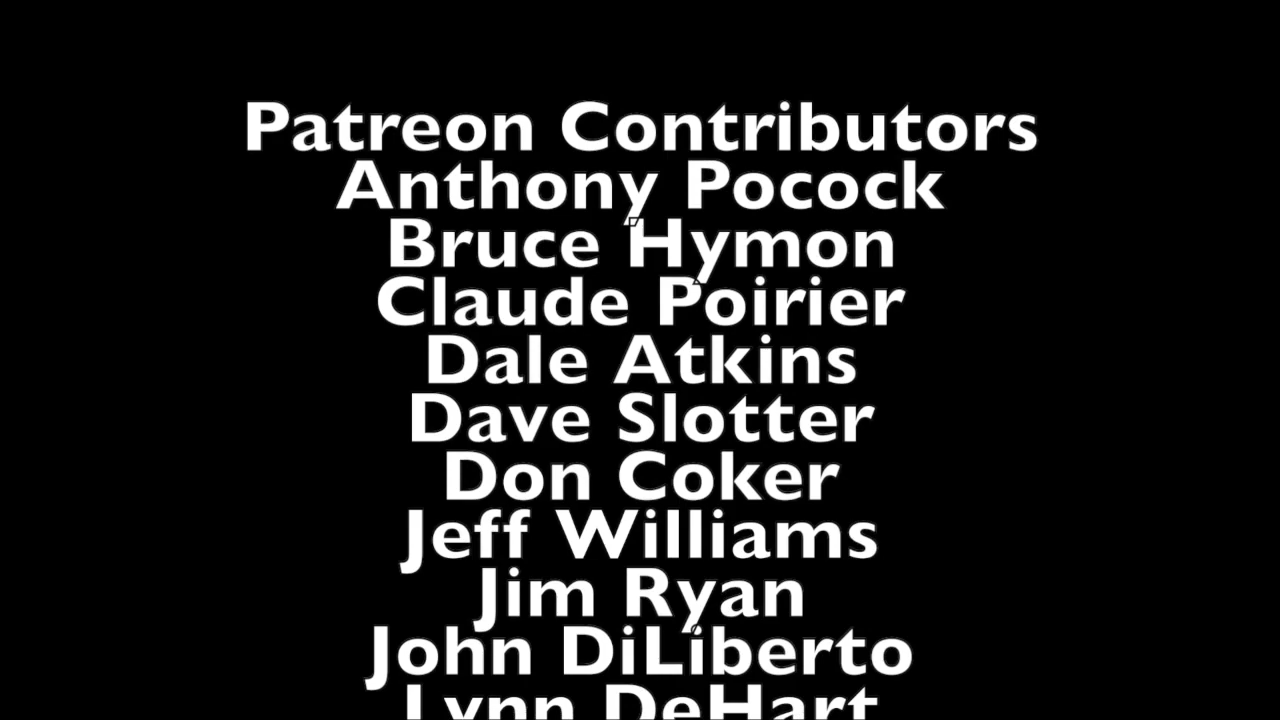 Patreon Contributors
Anthony Pocock
Bruce Hymon
Claude Poirier
Dale Atkins
Dave Slotter
Don Coker
Jeff Williams
Jim Ryan
John DiLiberto
Lynn DeHart